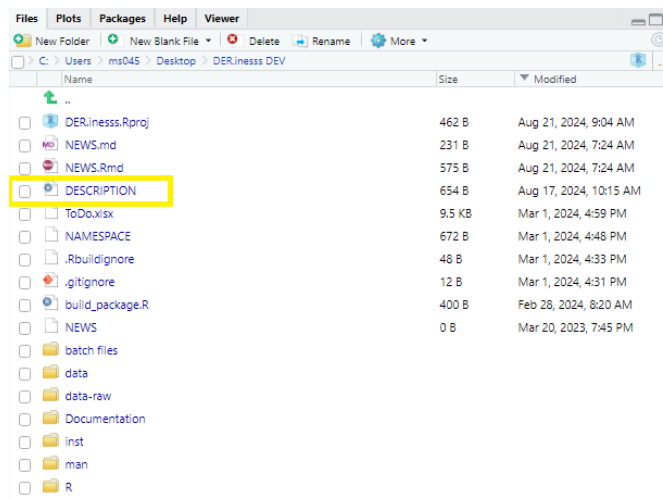 Files Plots Packages Help Viewer
New Folder New Blank File Delete Rename More
C: Users ms045 Desktop DER.inesss DEV R ...
Name Size Modified
..
DER.inesss.Rproj 462 B Aug 21, 2024, 9:04 AM
MD NEWS.md 231 B Aug 21, 2024, 7:24 AM
NEWS.Rmd 575 B Aug 21, 2024, 7:24 AM
DESCRIPTION 654 B Aug 17, 2024, 10:15 AM
ToDo.xlsx 9.5 KB Mar 1, 2024, 4:59 PM
NAMESPACE 672 B Mar 1, 2024, 4:48 PM
.Rbuildignore 48 B Mar 1, 2024, 4:33 PM
.gitignore 12 B Mar 1, 2024, 4:31 PM
build_package.R 400 B Feb 28, 2024, 8:20 AM
NEWS 0 B Mar 20, 2023, 7:45 PM
batch files
data
data-raw
Documentation
inst
man
R